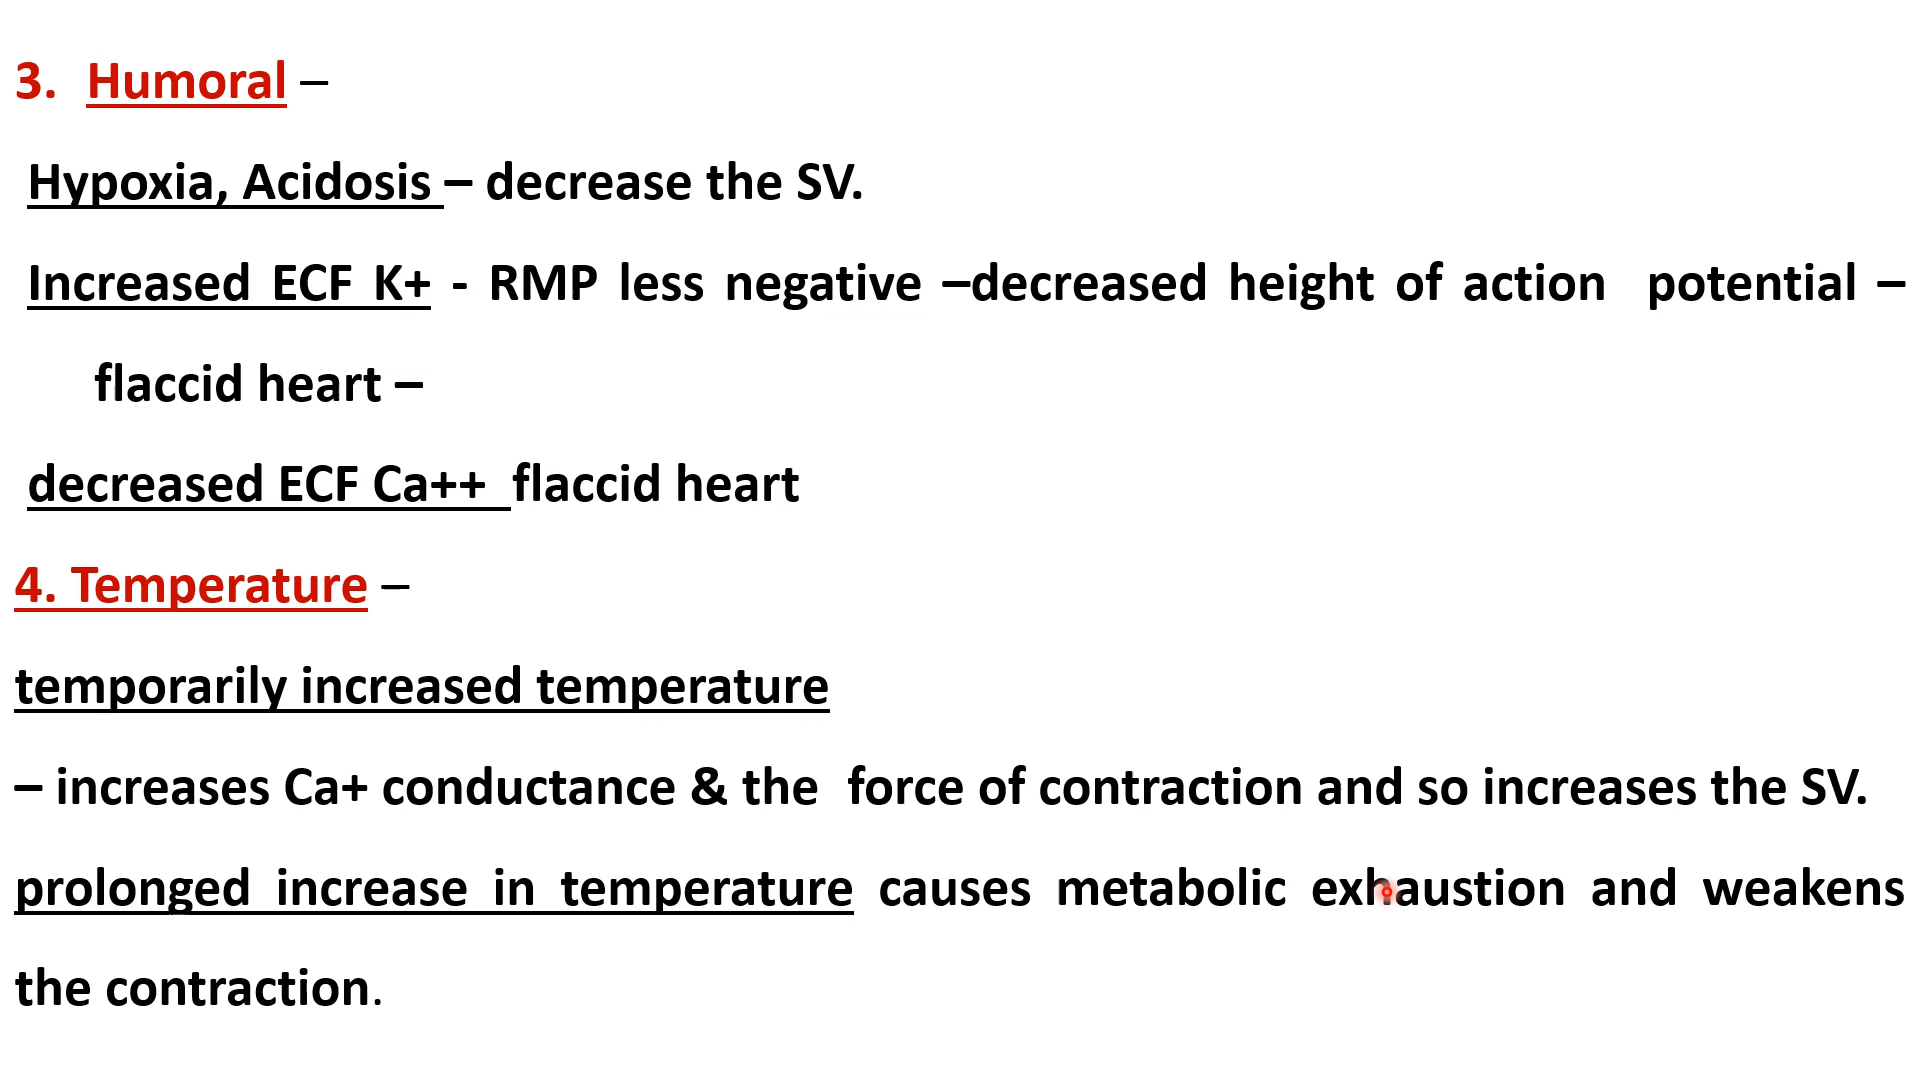 3. Humoral –
Hypoxia, Acidosis – decrease the SV.
Increased ECF K+ - RMP less negative –decreased height of action potential –
flaccid heart –
decreased ECF Ca++ flaccid heart
4. Temperature –
temporarily increased temperature
– increases Ca+ conductance & the force of contraction and so increases the SV.
prolonged increase in temperature causes metabolic exhaustion and weakens
the contraction.